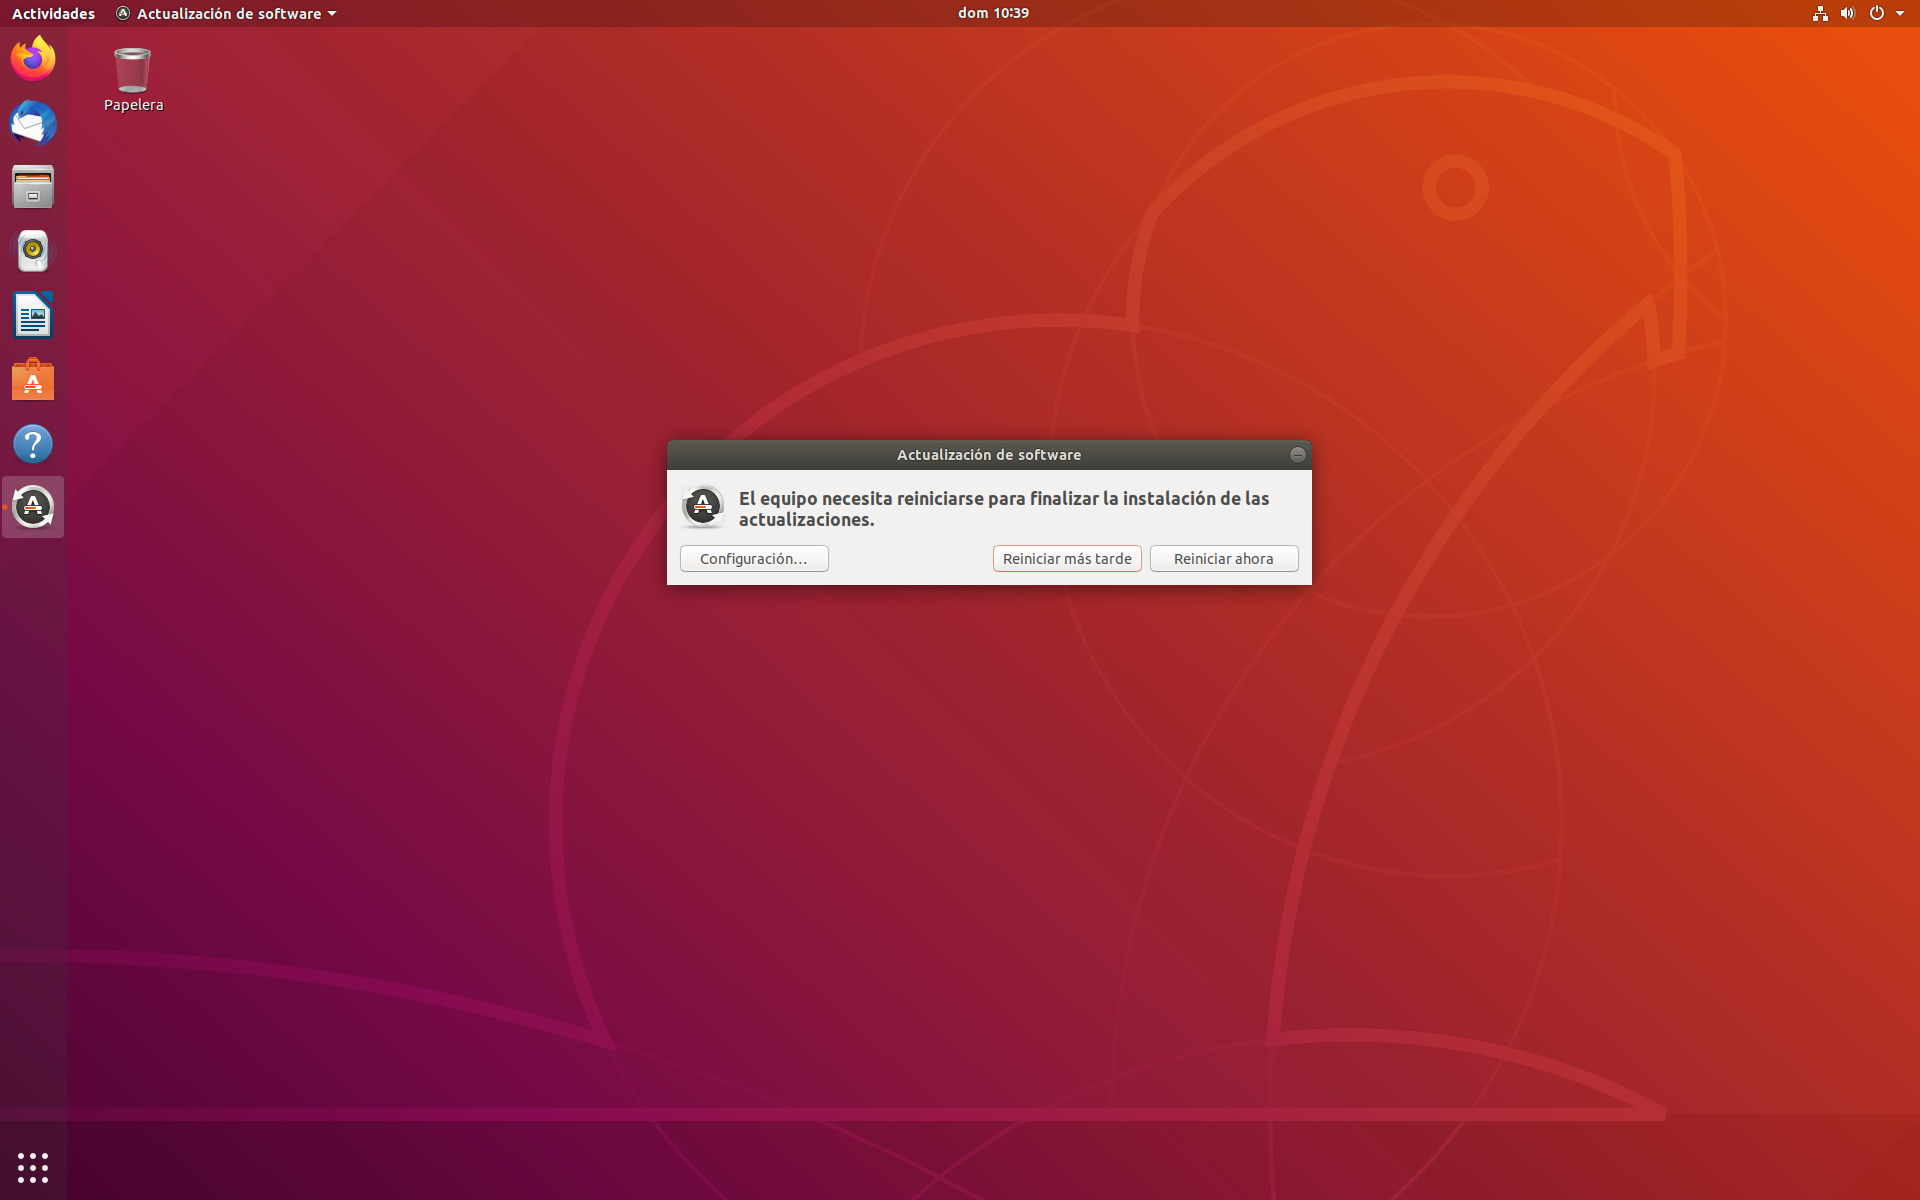 Actividades
Actualización de software
dom 10:39
Papelera
Actualización de software
El equipo necesita reiniciarse para finalizar la instalación de las
actualizaciones.
Configuración…
Reiniciar más tarde
Reiniciar ahora